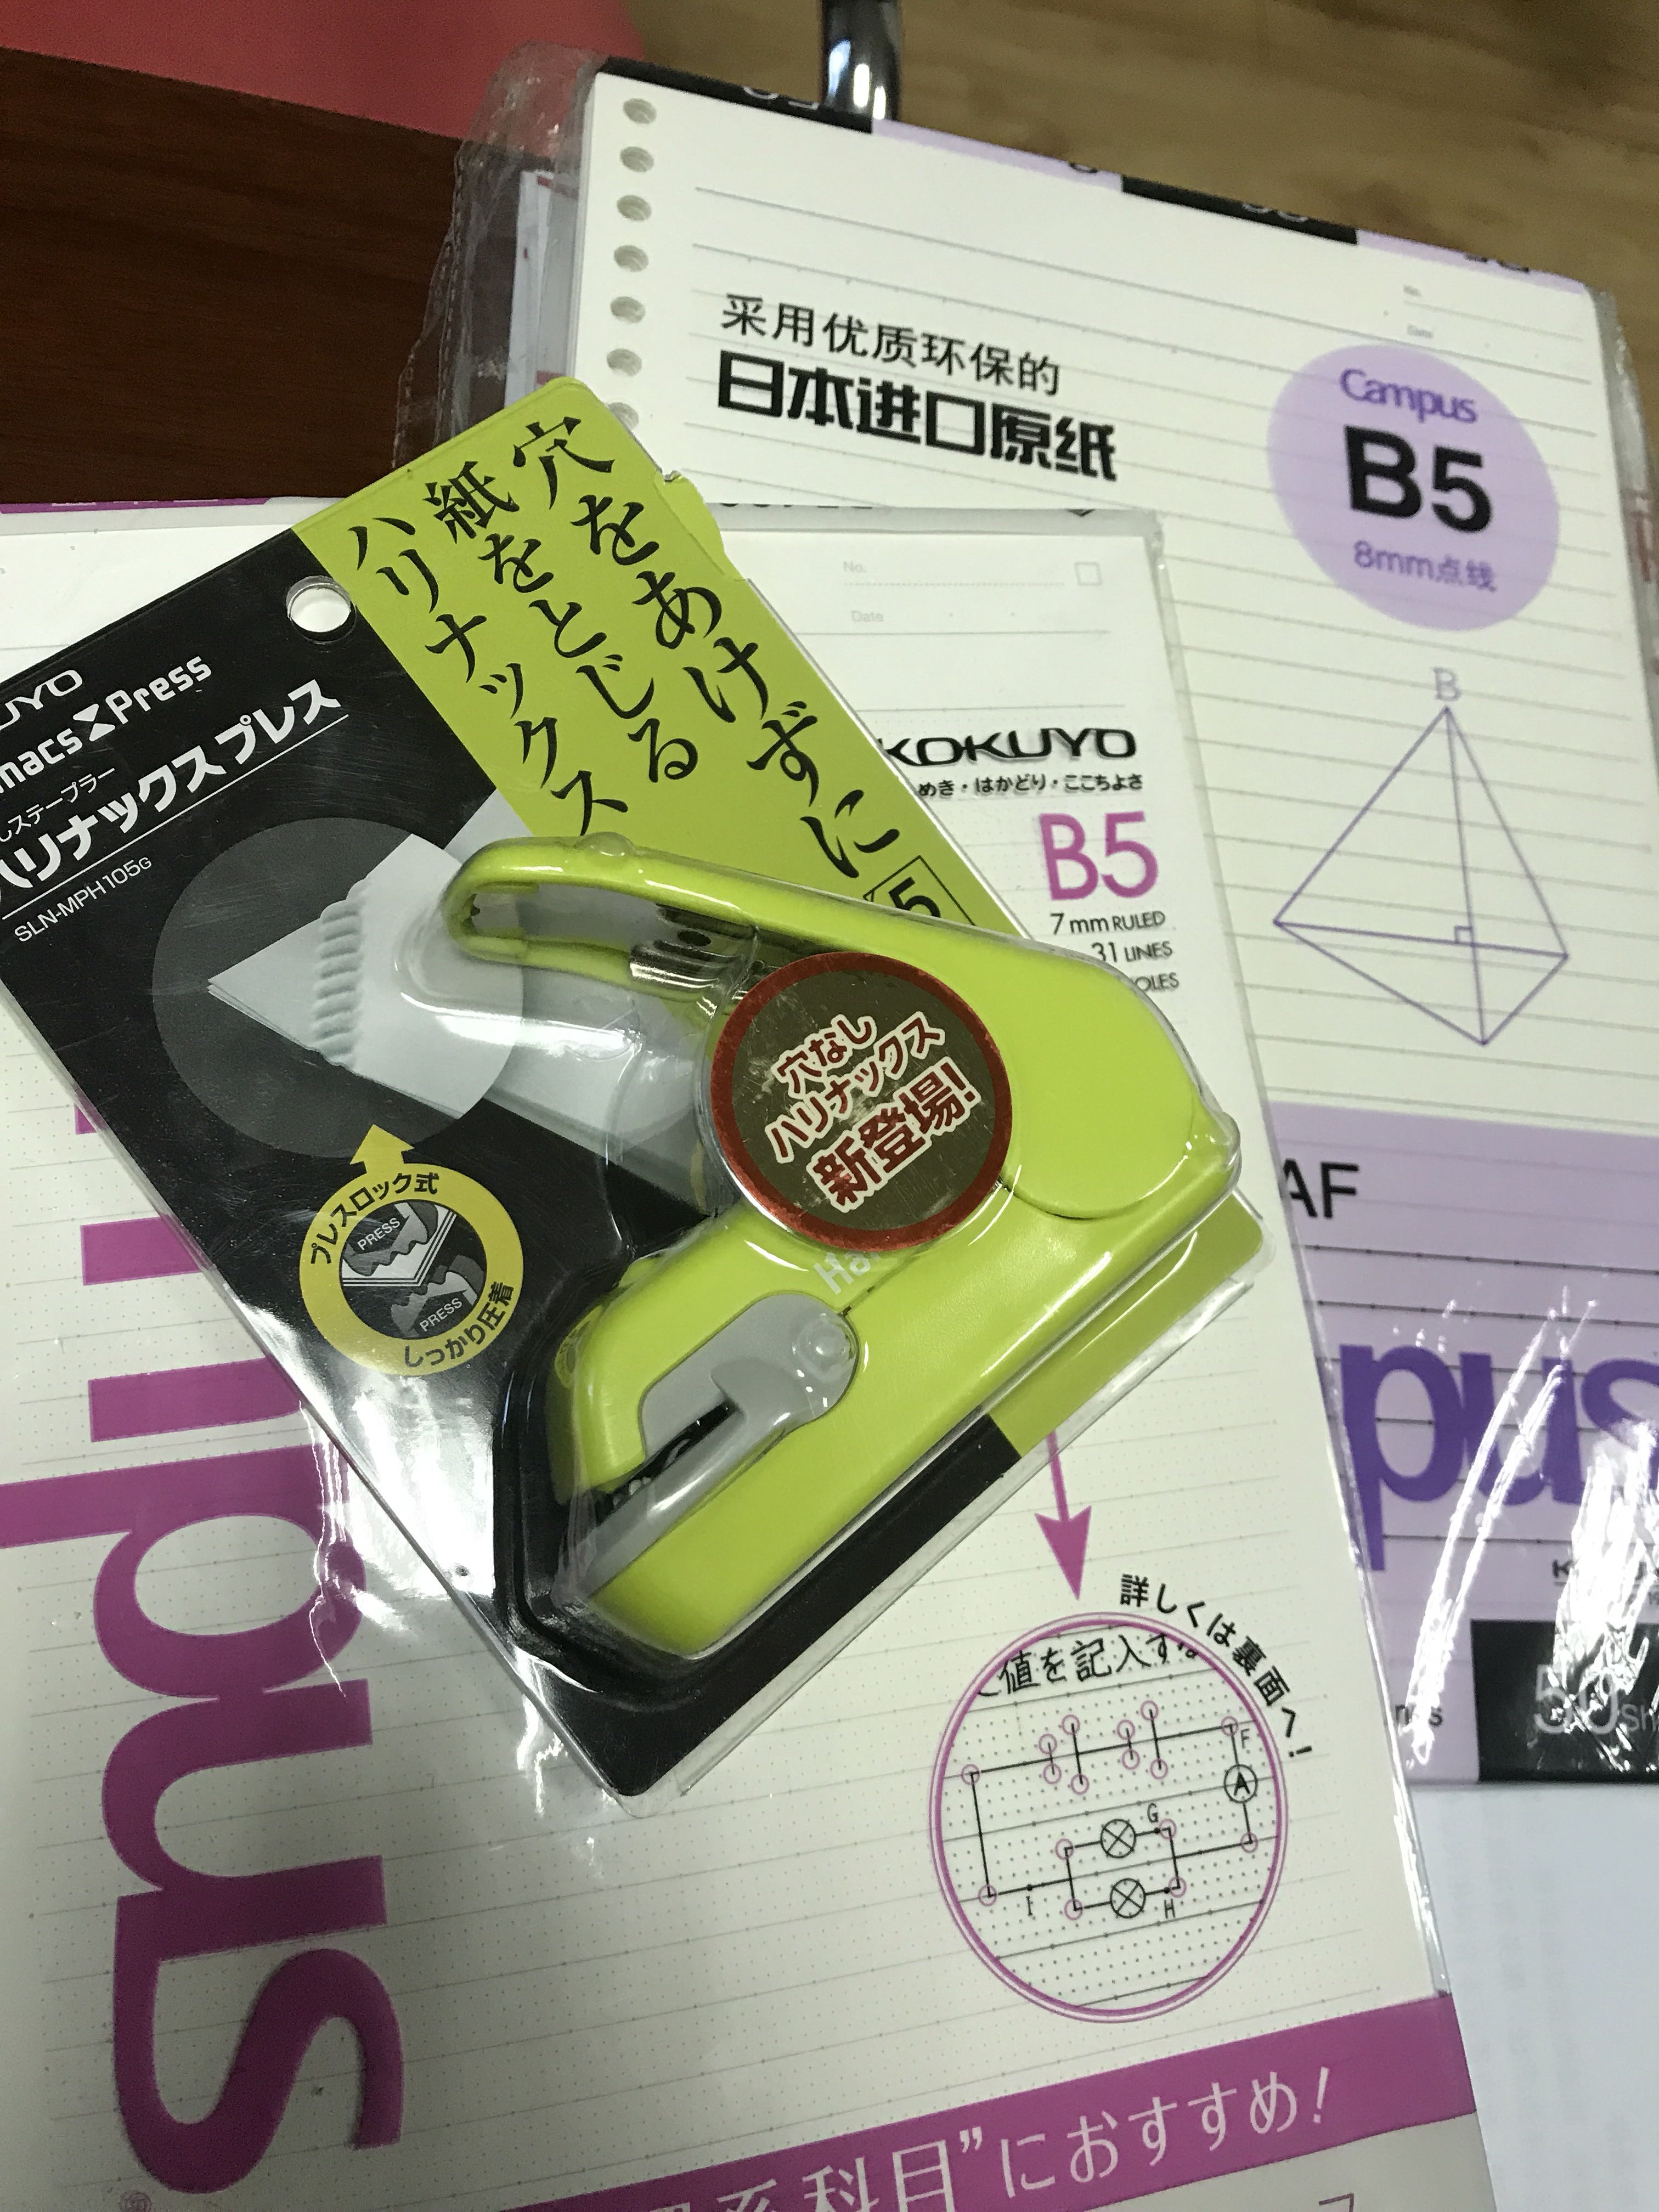 采用优质环保的
日本进口原纸
No.
Date
Campus
B5
8mm点线
B
穴をあけずに
紙をとじる
ハリナックス
5
UYO
nacs Press
しステープラー
ハリナックスプレス
SLN-MPH105G
穴なし
ハリナックス
新登場!
プレスロック式
PRESS
PRESS
しっかり圧着
Ha
No.
Date
KOKUYO
めき・はかどり・ここちよさ
B5
7mm RULED
31 LINES
OLES
AF
pus
50 Sh
詳しくは裏面へ!
値を記入す
F
A
G
I
H
pus
系科目”におすすめ!